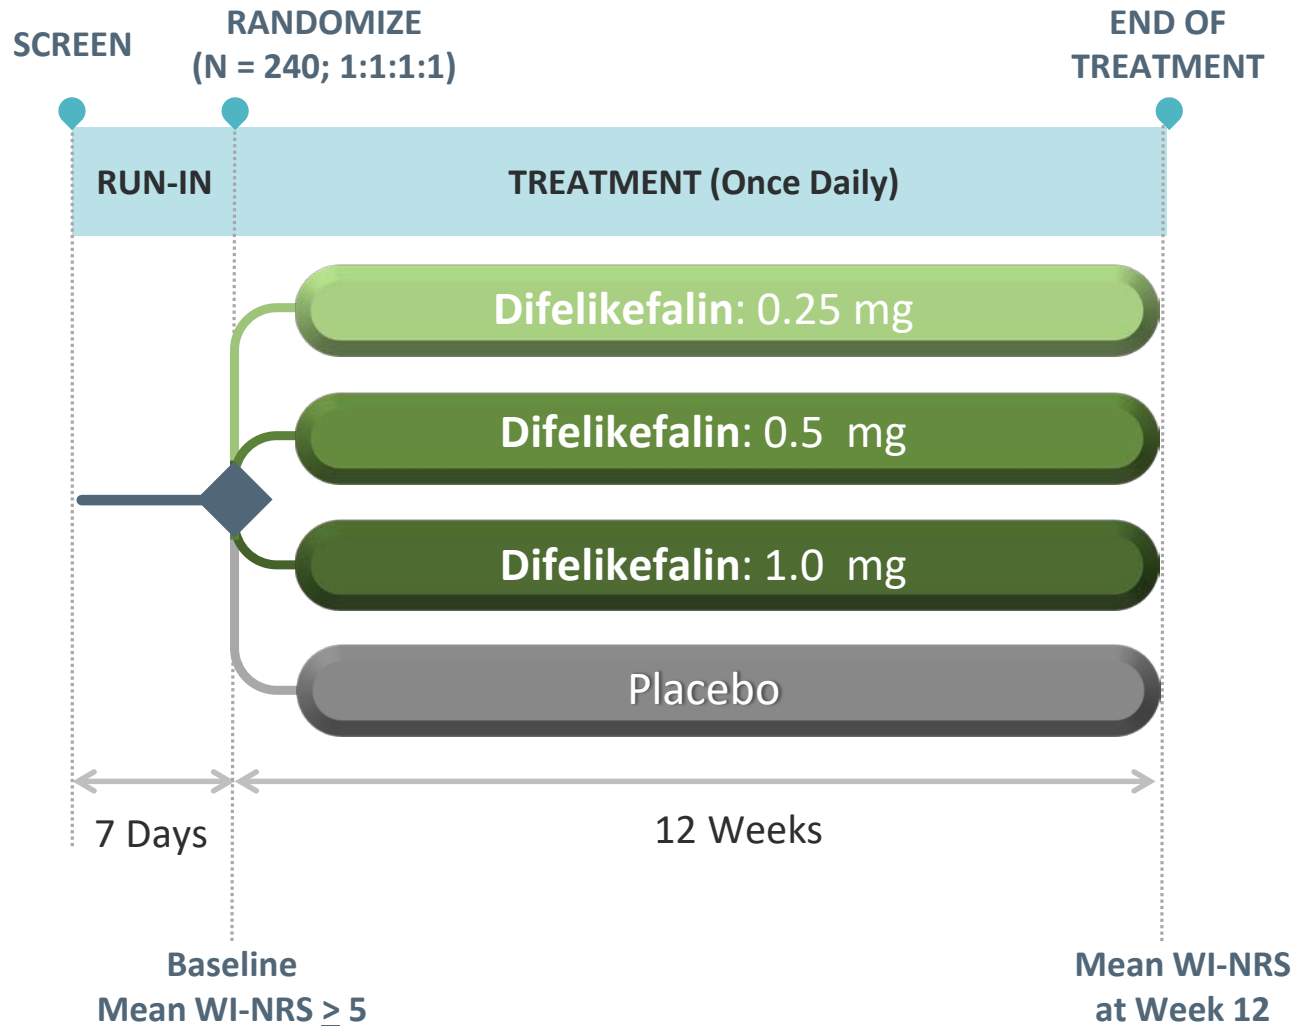 SCREEN
RANDOMIZE
(N = 240; 1:1:1:1)
END OF
TREATMENT
RUN-IN
TREATMENT (Once Daily)
Difelikefalin: 0.25 mg
Difelikefalin: 0.5 mg
Difelikefalin: 1.0 mg
Placebo
7 Days
12 Weeks
Baseline
Mean WI-NRS ≥ 5
Mean WI-NRS
at Week 12